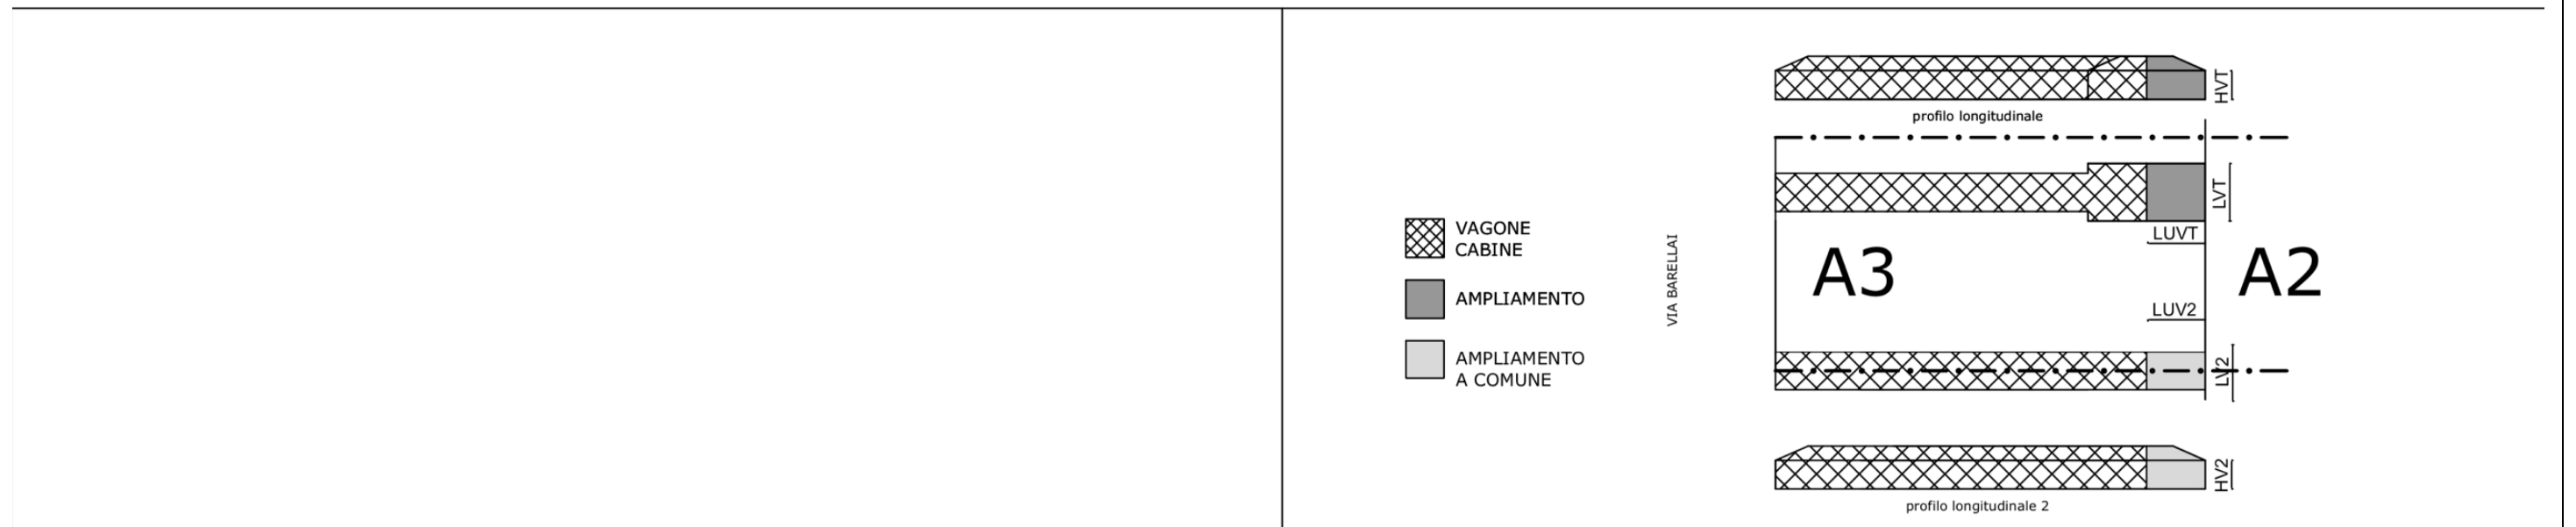 HVT
profilo longitudinale
LVT
VAGONE
CABINE
LUVT
VIA BARELLAI
A3
A2
AMPLIAMENTO
LUV2
AMPLIAMENTO
A COMUNE
LV2
HV2
profilo longitudinale 2